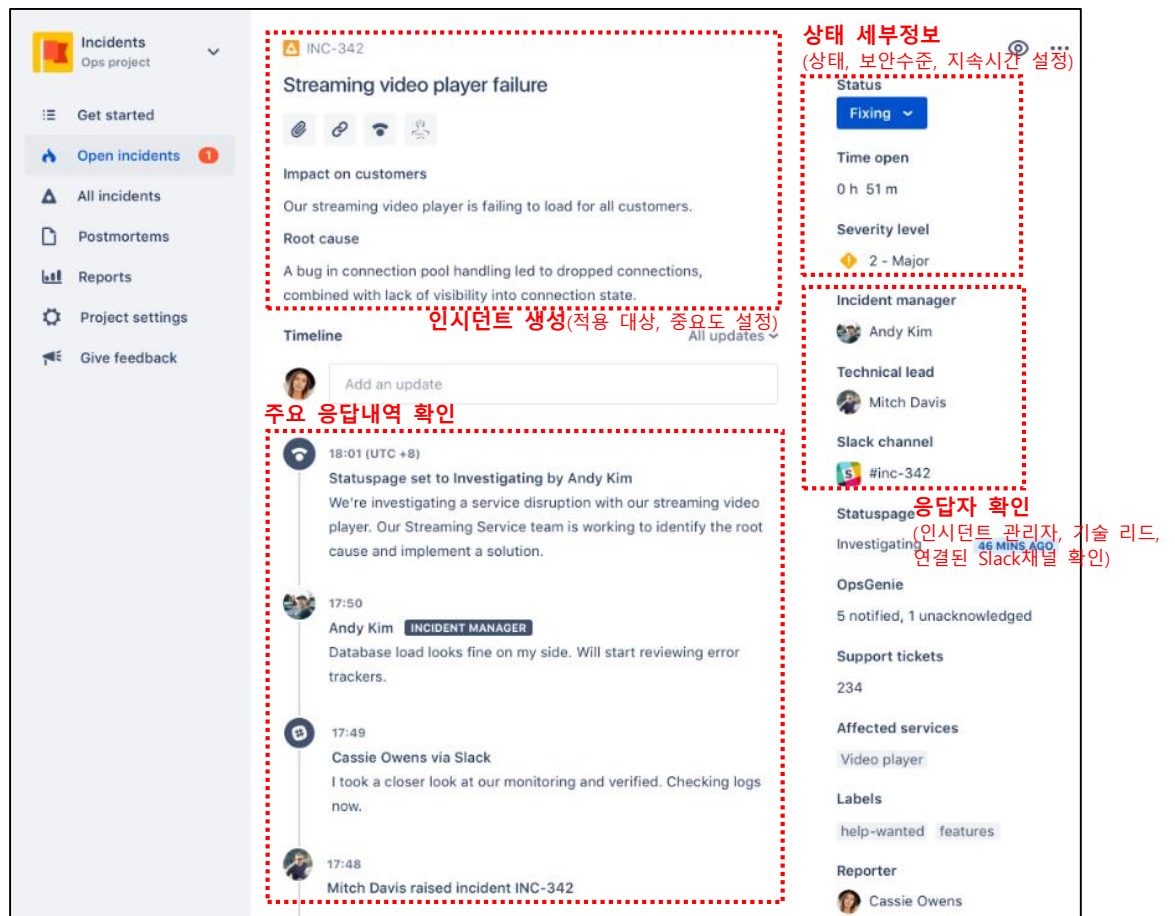 Incidents
Ops project
Get started
Open incidents 1
All incidents
Postmortems
Reports
Project settings
Give feedback
INC-342
Streaming video player failure
Impact on customers
Our streaming video player is failing to load for all customers.
Root cause
A bug in connection pool handling led to dropped connections,
combined with lack of visibility into connection state.
인시던트 생성(적용 대상, 중요도 설정)
Timeline
All updates
Add an update
주요 응답내역 확인
18:01 (UTC +8)
Statuspage set to Investigating by Andy Kim
We're investigating a service disruption with our streaming video
player. Our Streaming Service team is working to identify the root
cause and implement a solution.
17:50
Andy Kim INCIDENT MANAGER
Database load looks fine on my side. Will start reviewing error
trackers.
17:49
Cassie Owens via Slack
I took a closer look at our monitoring and verified. Checking logs
now.
17:48
Mitch Davis raised incident INC-342
상태 세부정보
(상태, 보안수준, 지속시간 설정)
Status
Fixing
Time open
0 h 51 m
Severity level
2 - Major
Incident manager
Andy Kim
Technical lead
Mitch Davis
Slack channel
#inc-342
응답자 확인
(인시던트 관리자, 기술 리드,
연결된 Slack채널 확인)
Statuspage
Investigating 46 MINS AGO
OpsGenie
5 notified, 1 unacknowledged
Support tickets
234
Affected services
Video player
Labels
help-wanted features
Reporter
Cassie Owens